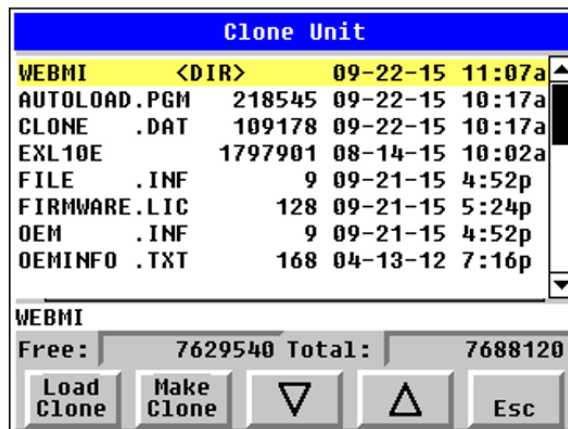 Clone Unit
WEBMI <DIR> 09-22-15 11:07a
AUTOLOAD.PGM 218545 09-22-15 10:17a
CLONE .DAT 109178 09-22-15 10:17a
EXL10E 1797901 08-14-15 10:02a
FILE .INF 9 09-21-15 4:52p
FIRMWARE.LIC 128 09-21-15 5:24p
OEM .INF 9 09-21-15 4:52p
OEMINFO .TXT 168 04-13-12 7:16p
WEBMI
Free: 7629540 Total: 7688120
Load Clone Make Clone Esc